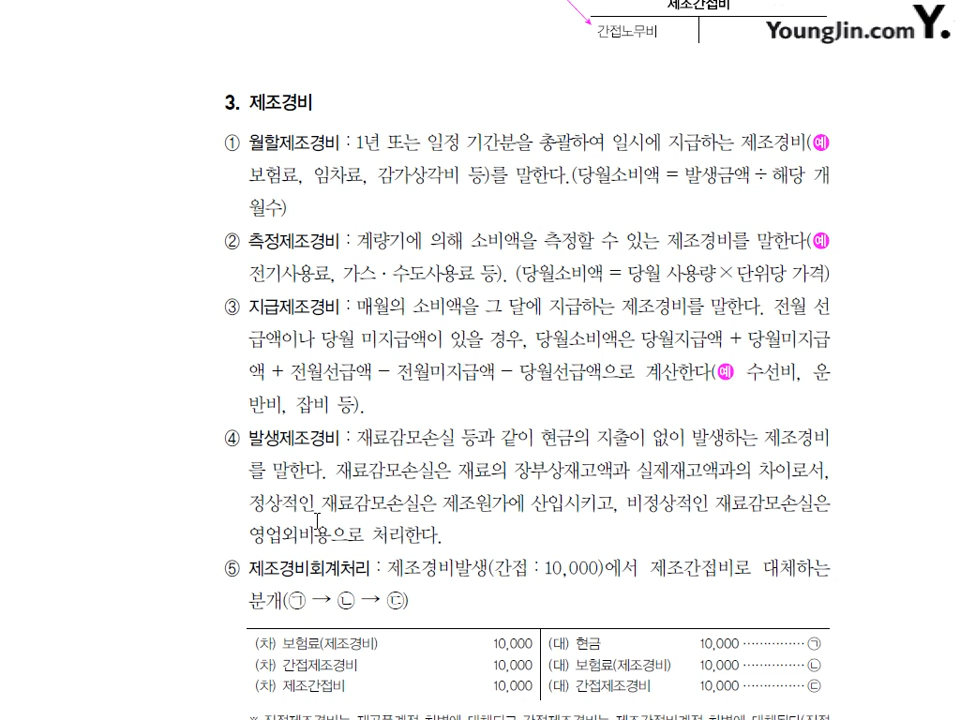 제조간접비
간접노무비
YoungJin.com Y.
3. 제조경비
① 월할제조경비 : 1년 또는 일정 기간분을 총괄하여 일시에 지급하는 제조경비(예
보험료, 임차료, 감가상각비 등)를 말한다.(당월소비액 = 발생금액 ÷ 해당 개
월수)
② 측정제조경비 : 계량기에 의해 소비액을 측정할 수 있는 제조경비를 말한다(예
전기사용료, 가스 · 수도사용료 등). (당월소비액 = 당월 사용량 × 단위당 가격)
③ 지급제조경비 : 매월의 소비액을 그 달에 지급하는 제조경비를 말한다. 전월 선
급액이나 당월 미지급액이 있을 경우, 당월소비액은 당월지급액 + 당월미지급
액 + 전월선급액 − 전월미지급액 − 당월선급액으로 계산한다(예 수선비, 운
반비, 잡비 등).
④ 발생제조경비 : 재료감모손실 등과 같이 현금의 지출이 없이 발생하는 제조경비
를 말한다. 재료감모손실은 재료의 장부상재고액과 실제재고액과의 차이로서,
정상적인 재료감모손실은 제조원가에 산입시키고, 비정상적인 재료감모손실은
영업외비용으로 처리한다.
⑤ 제조경비회계처리 : 제조경비발생(간접 : 10,000)에서 제조간접비로 대체하는
분개(㉠ → ㉡ → ㉢)
(차) 보험료(제조경비) 10,000 (대) 현금 10,000 ··············· ㉠
(차) 간접제조경비 10,000 (대) 보험료(제조경비) 10,000 ··············· ㉡
(차) 제조간접비 10,000 (대) 간접제조경비 10,000 ··············· ㉢